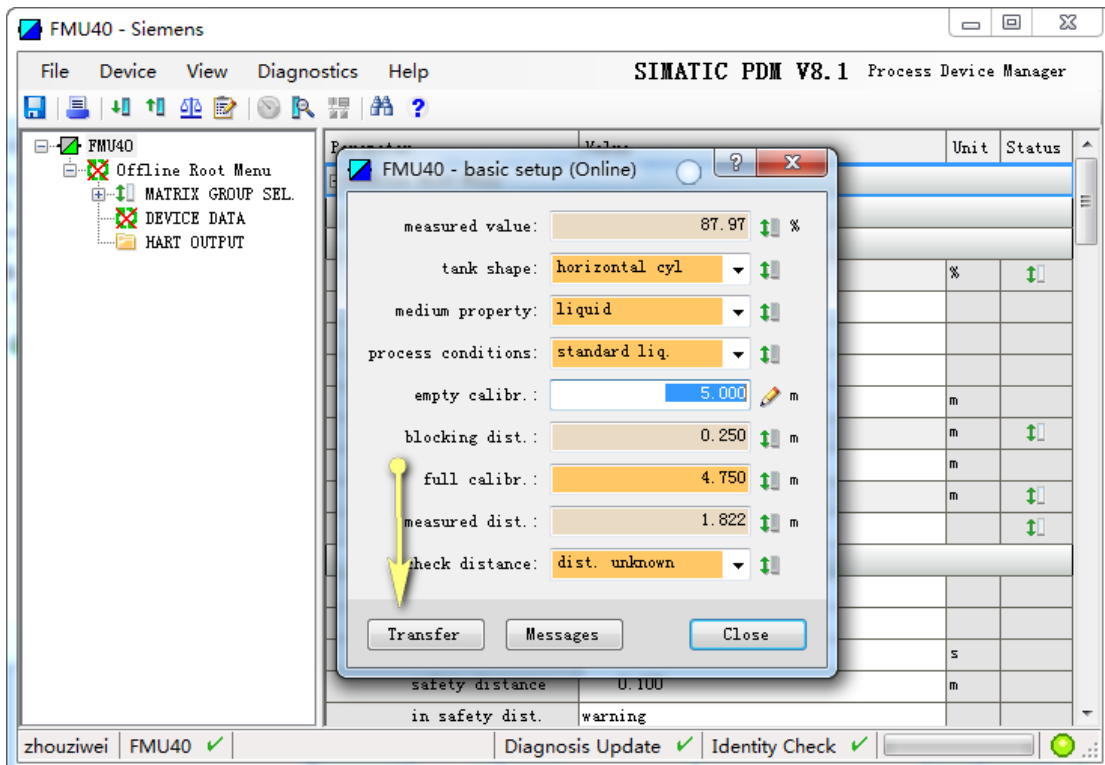 FMU40 - Siemens
File Device View Diagnostics Help SIMATIC PDM V8.1 Process Device Manager
FMU40
Offline Root Menu
MATRIX GROUP SEL.
DEVICE DATA
HART OUTPUT
Unit Status
FMU40 - basic setup (Online)
measured value: 87.97 %
tank shape: horizontal cyl
medium property: liquid
process conditions: standard liq.
empty calibr.: 5.000 m
blocking dist.: 0.250 m
full calibr.: 4.750 m
measured dist.: 1.822 m
check distance: dist. unknown
Transfer Messages Close
%
m
m
m
m
s
safety distance 0.100 m
in safety dist. warning
zhouziwei FMU40 Diagnosis Update Identity Check